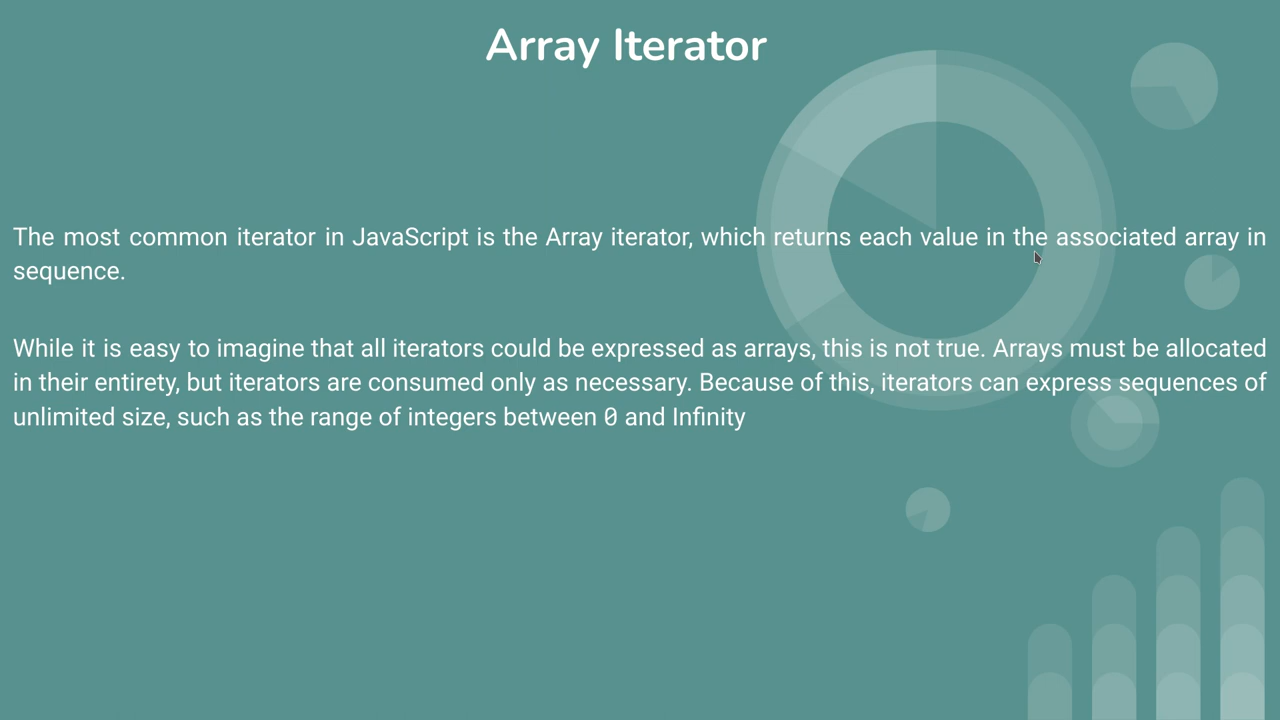 Array Iterator
The most common iterator in JavaScript is the Array iterator, which returns each value in the associated array in
sequence.
While it is easy to imagine that all iterators could be expressed as arrays, this is not true. Arrays must be allocated
in their entirety, but iterators are consumed only as necessary. Because of this, iterators can express sequences of
unlimited size, such as the range of integers between 0 and Infinity